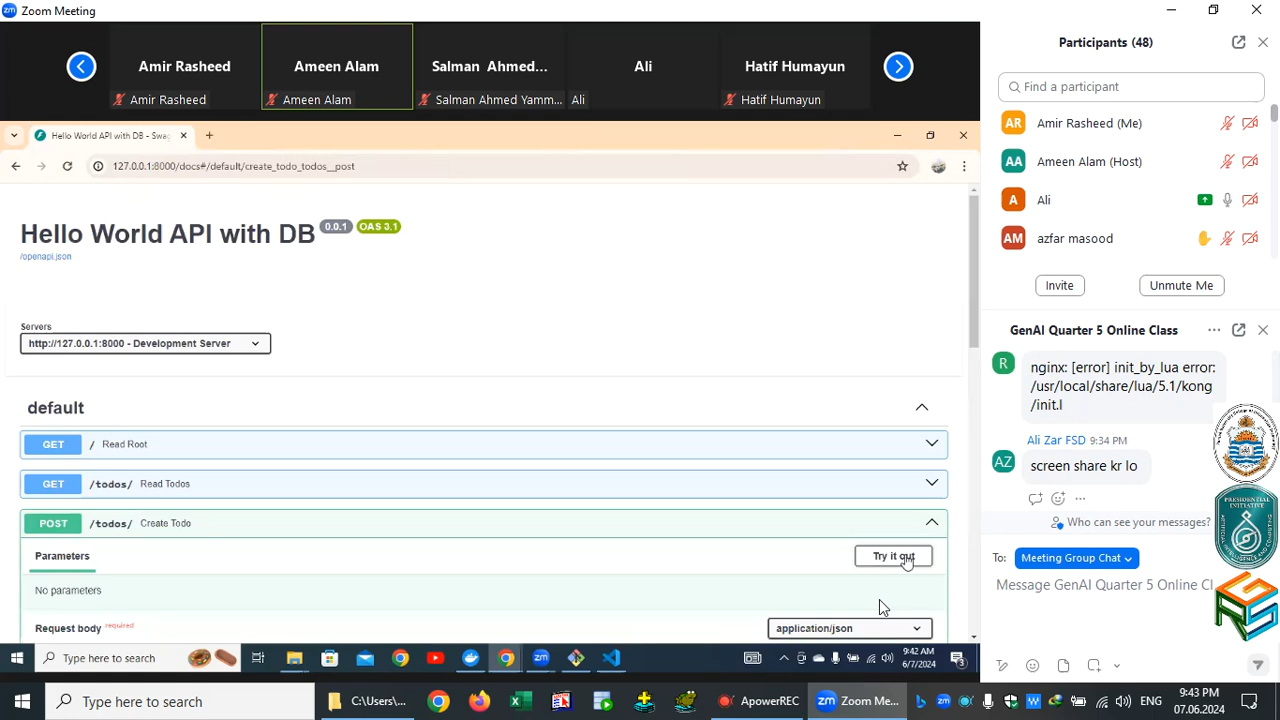 Zoom Meeting
Amir Rasheed
Ameen Alam
Salman Ahmed...
Ali
Hatif Humayun
Amir Rasheed
Ameen Alam
Salman Ahmed Yamm...
Ali
Hatif Humayun
Hello World API with DB - Swag
127.0.0.1:8000/docs#/default/create_todo_todos__post
Hello World API with DB 0.0.1 OAS 3.1
/openapi.json
Servers
http://127.0.0.1:8000 - Development Server
default
GET / Read Root
GET /todos/ Read Todos
POST /todos/ Create Todo
Parameters
Try it out
No parameters
Request body required
application/json
Type here to search
9:42 AM
6/7/2024
3
Participants (48)
Find a participant
AR Amir Rasheed (Me)
AA Ameen Alam (Host)
A Ali
AM azfar masood
Invite
Unmute Me
GenAI Quarter 5 Online Class
R
nginx: [error] init_by_lua error:
/usr/local/share/lua/5.1/kong
/init.l
Ali Zar FSD 9:34 PM
AZ screen share kr lo
Who can see your messages?
To: Meeting Group Chat
Message GenAI Quarter 5 Online Cl
Type here to search
C:\Users\...
ApowerREC
Zoom Me...
ENG
9:43 PM
07.06.2024